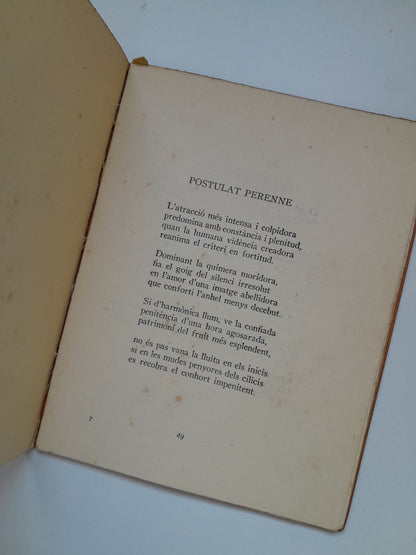 POSTULAT PERENNE
L'atracció més intensa i colpidora
predomina amb constància i plenitud,
quan la humana vidència creadora
reanima el criteri en fortitud.
Dominant la quimera moridora,
fia el goig del silenci irresolut
en l'amor d'una imatge abellidora
que conforti l'anhel menys decebut.
Si d'harmònica llum, ve la confiada
penitència d'una hora agosarada,
patrimoni del fruit més esplendent,
no és pas vana la lluita en els inicis
si en les mudes penyores dels cilicis
es recobra el conhort impenitent.
7
49